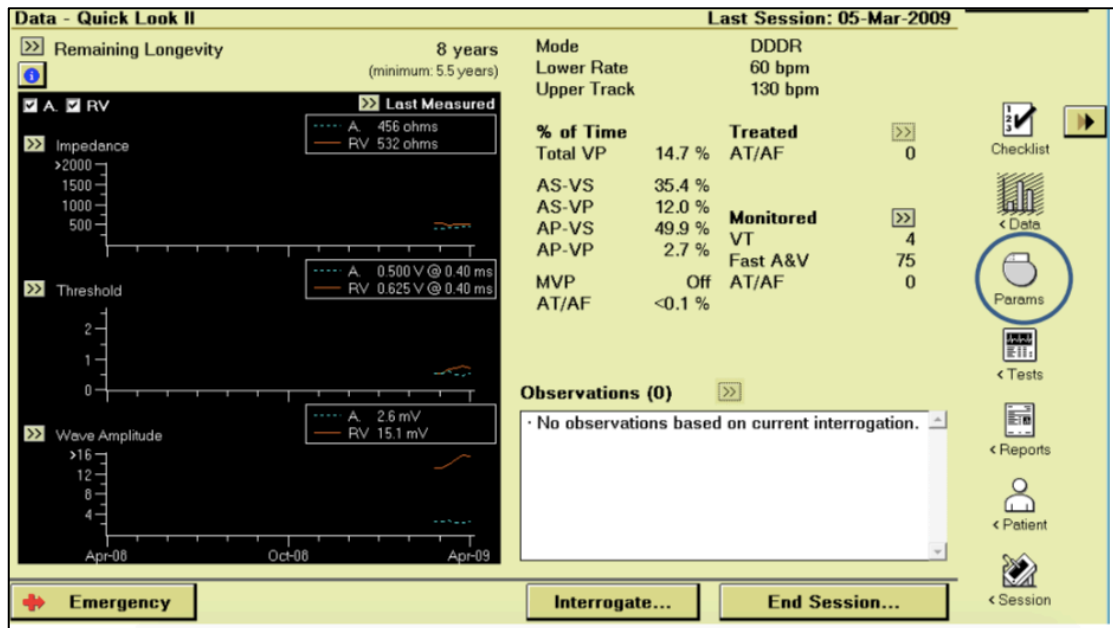 Data - Quick Look II
Last Session: 05-Mar-2009
Remaining Longevity 8 years
(minimum: 5.5 years)
i
A. RV
Last Measured
A. 456 ohms
RV 532 ohms
Impedance
>2000
1500
1000
500
A. 0.500 V @ 0.40 ms
RV 0.625 V @ 0.40 ms
Threshold
2
1
0
A. 2.6 mV
RV 15.1 mV
Wave Amplitude
>16
12
8
4
Apr-08 Oct-08 Apr-09
Mode DDDR
Lower Rate 60 bpm
Upper Track 130 bpm
% of Time
Total VP 14.7 %
AS-VS 35.4 %
AS-VP 12.0 %
AP-VS 49.9 %
AP-VP 2.7 %
MVP Off
AT/AF <0.1 %
Treated >>
AT/AF 0
Monitored >>
VT 4
Fast A&V 75
AT/AF 0
Observations (0) >>
· No observations based on current interrogation.
1
2
3
Checklist
< Data
Params
< Tests
< Reports
< Patient
< Session
Emergency
Interrogate...
End Session...